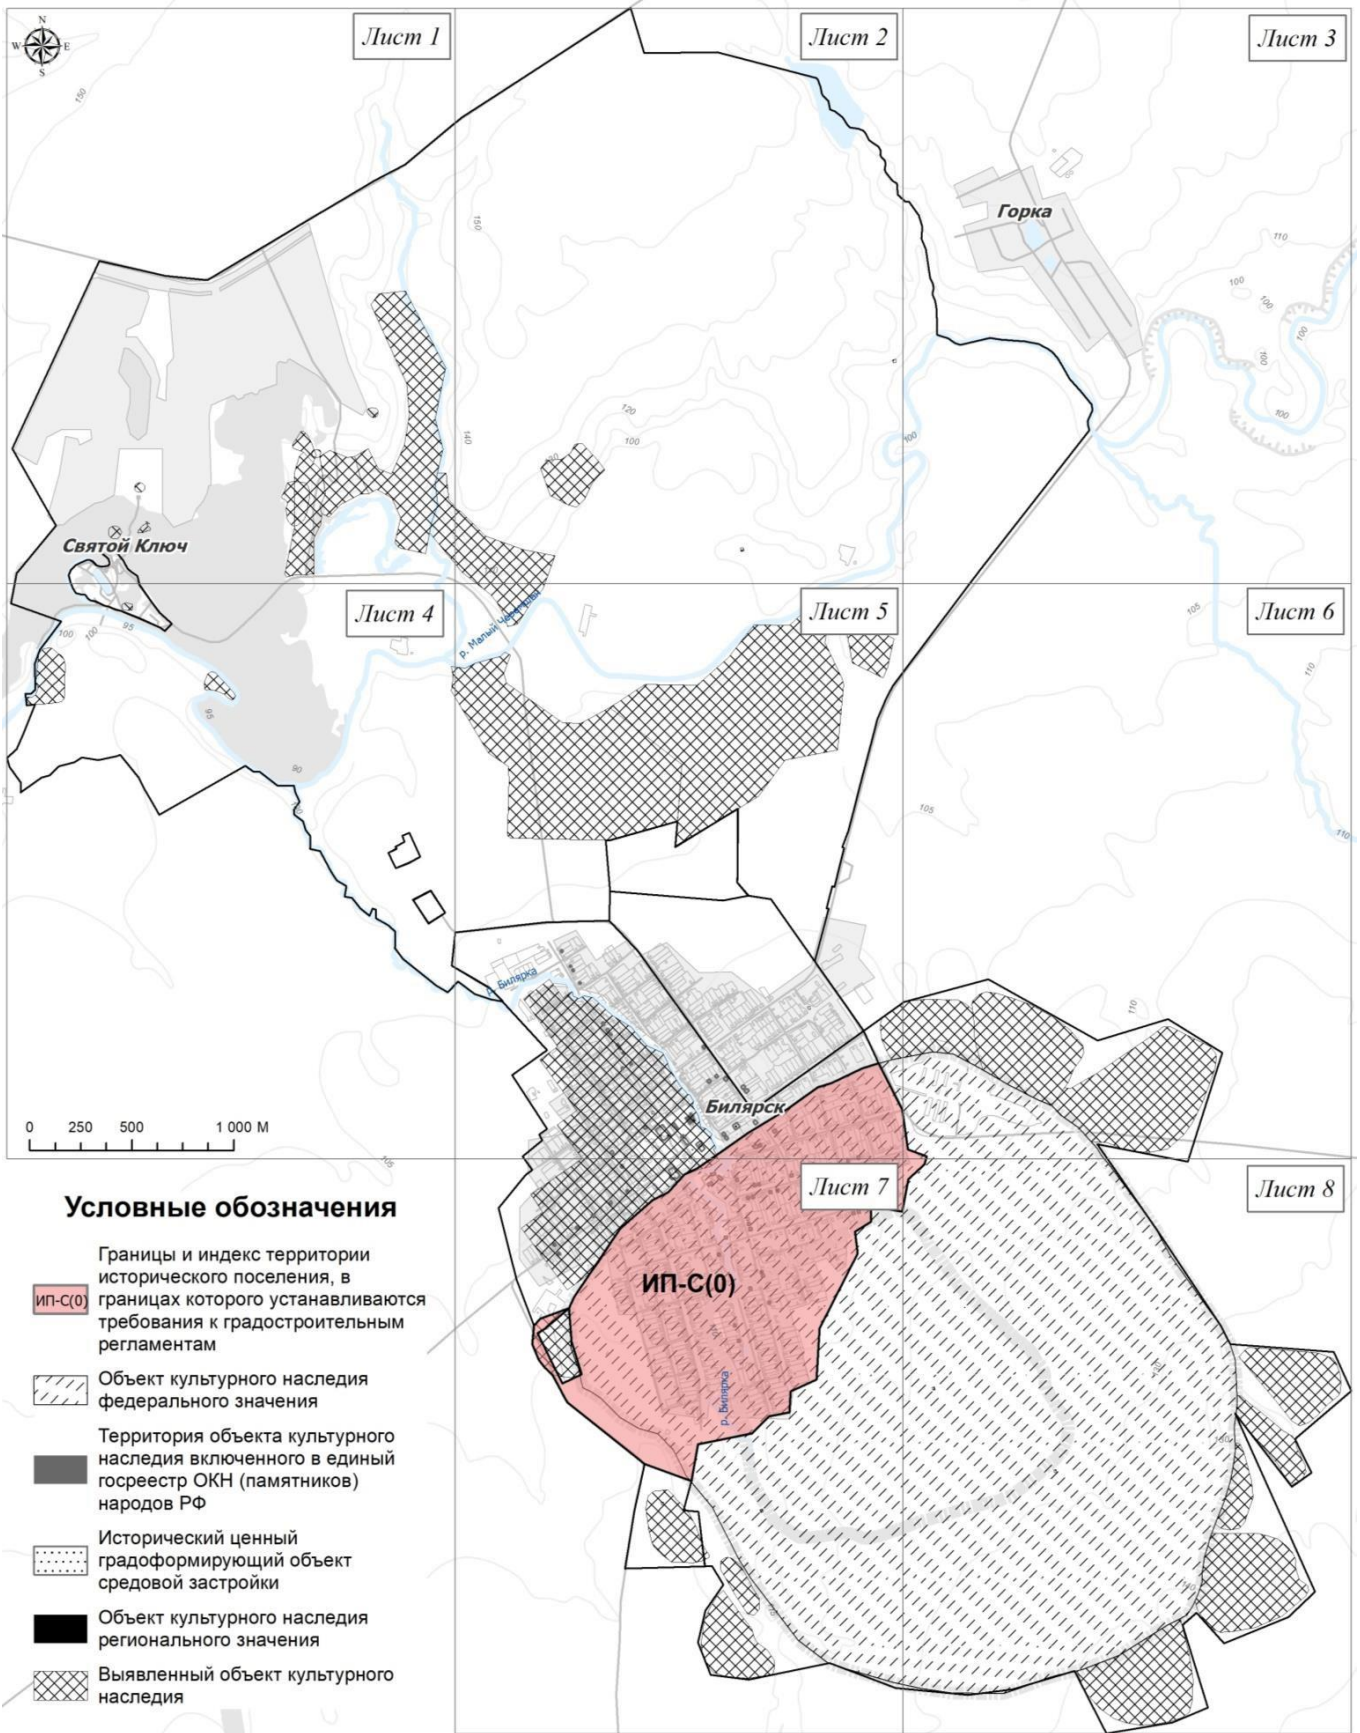 N
W
E
S
Лист 1
Лист 2
Лист 3
150
150
Горка
110
100
100
100
100
100
140
120
100
100
Святой Ключ
Лист 4
Лист 5
Лист 6
р. Малый
100
100
95
95
90
105
110
105
110
р. Билярка
110
Билярск
0 250 500 1 000 М
105
Лист 7
Лист 8
ИП-С(0)
р. Билярка
Условные обозначения
ИП-С(0)
Границы и индекс территории
исторического поселения, в
границах которого устанавливаются
требования к градостроительным
регламентам
Объект культурного наследия
федерального значения
Территория объекта культурного
наследия включенного в единый
госреестр ОКН (памятников)
народов РФ
Исторический ценный
градоформирующий объект
средовой застройки
Объект культурного наследия
регионального значения
Выявленный объект культурного
наследия